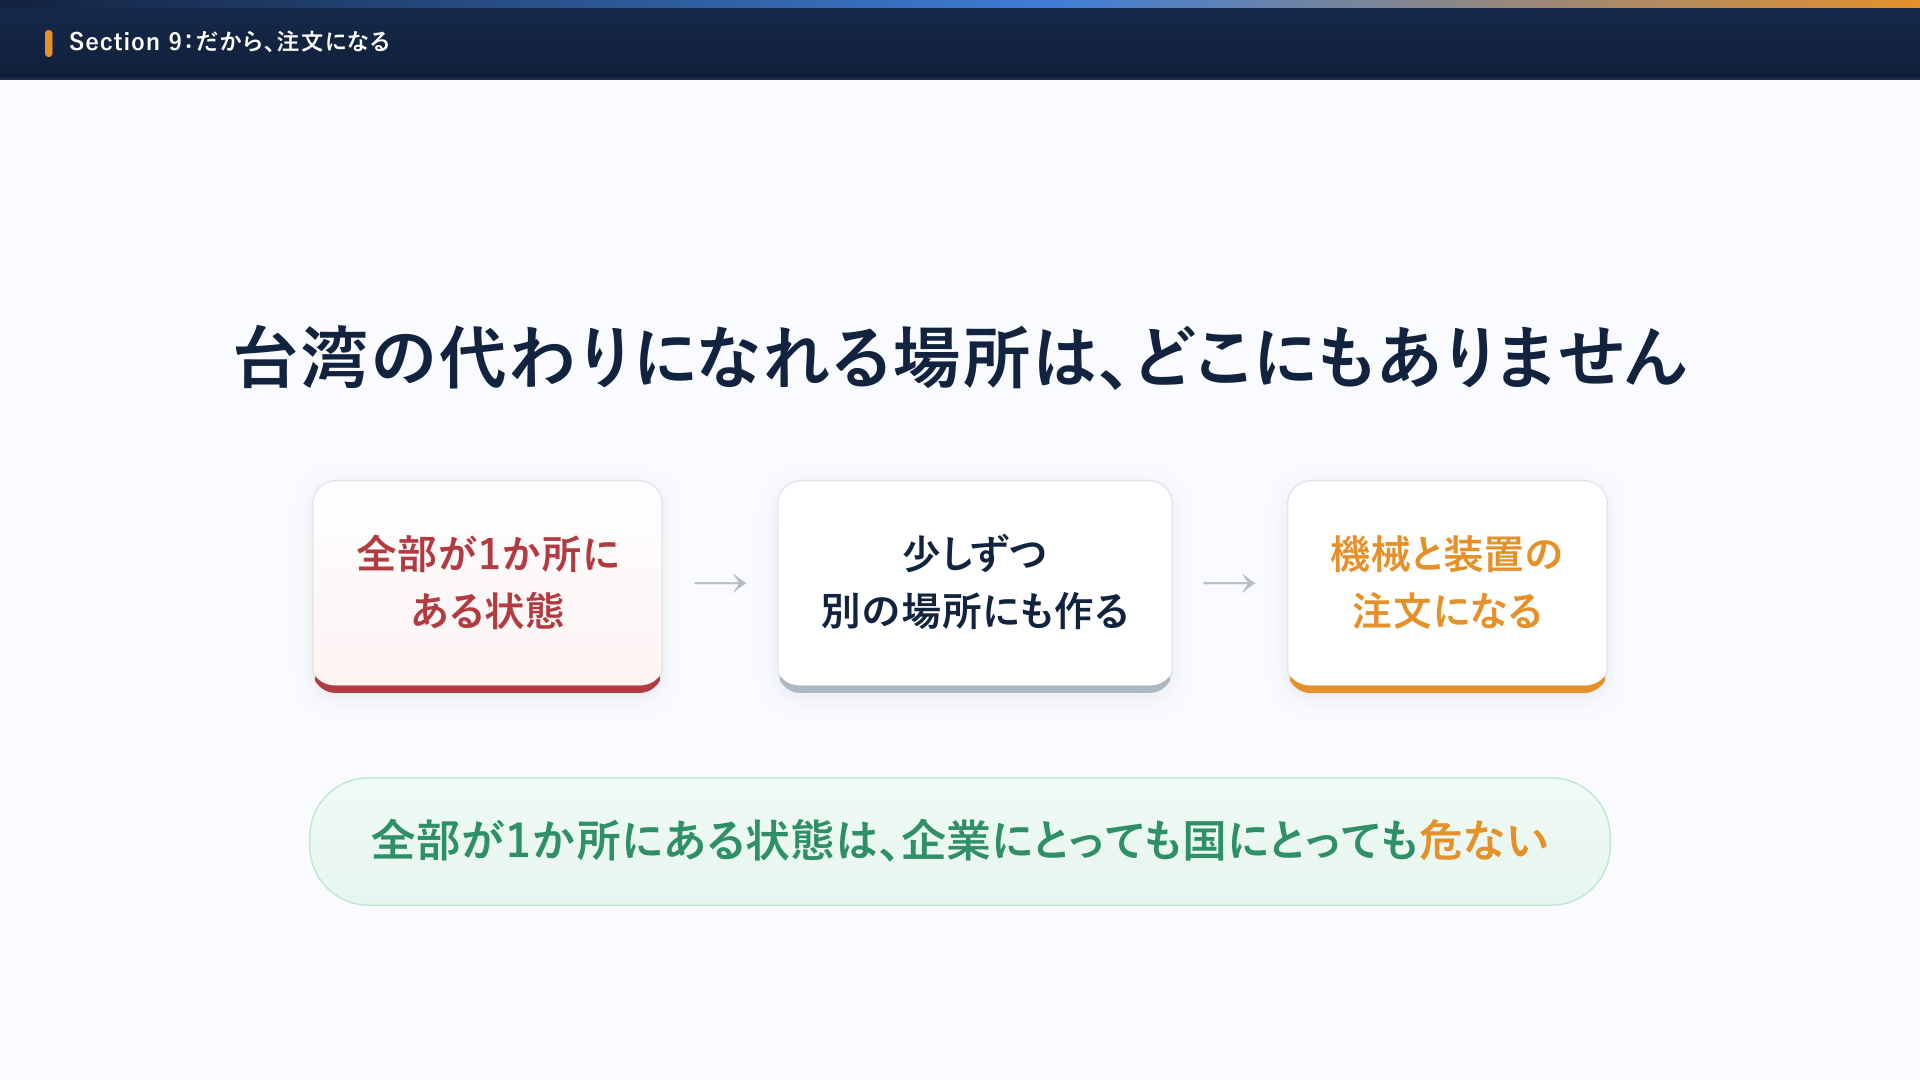 Section 9：だから、注文になる
台湾の代わりになれる場所は、どこにもありません
全部が1か所に
ある状態
→
少しずつ
別の場所にも作る
→
機械と装置の
注文になる
全部が1か所にある状態は、企業にとっても国にとっても危ない